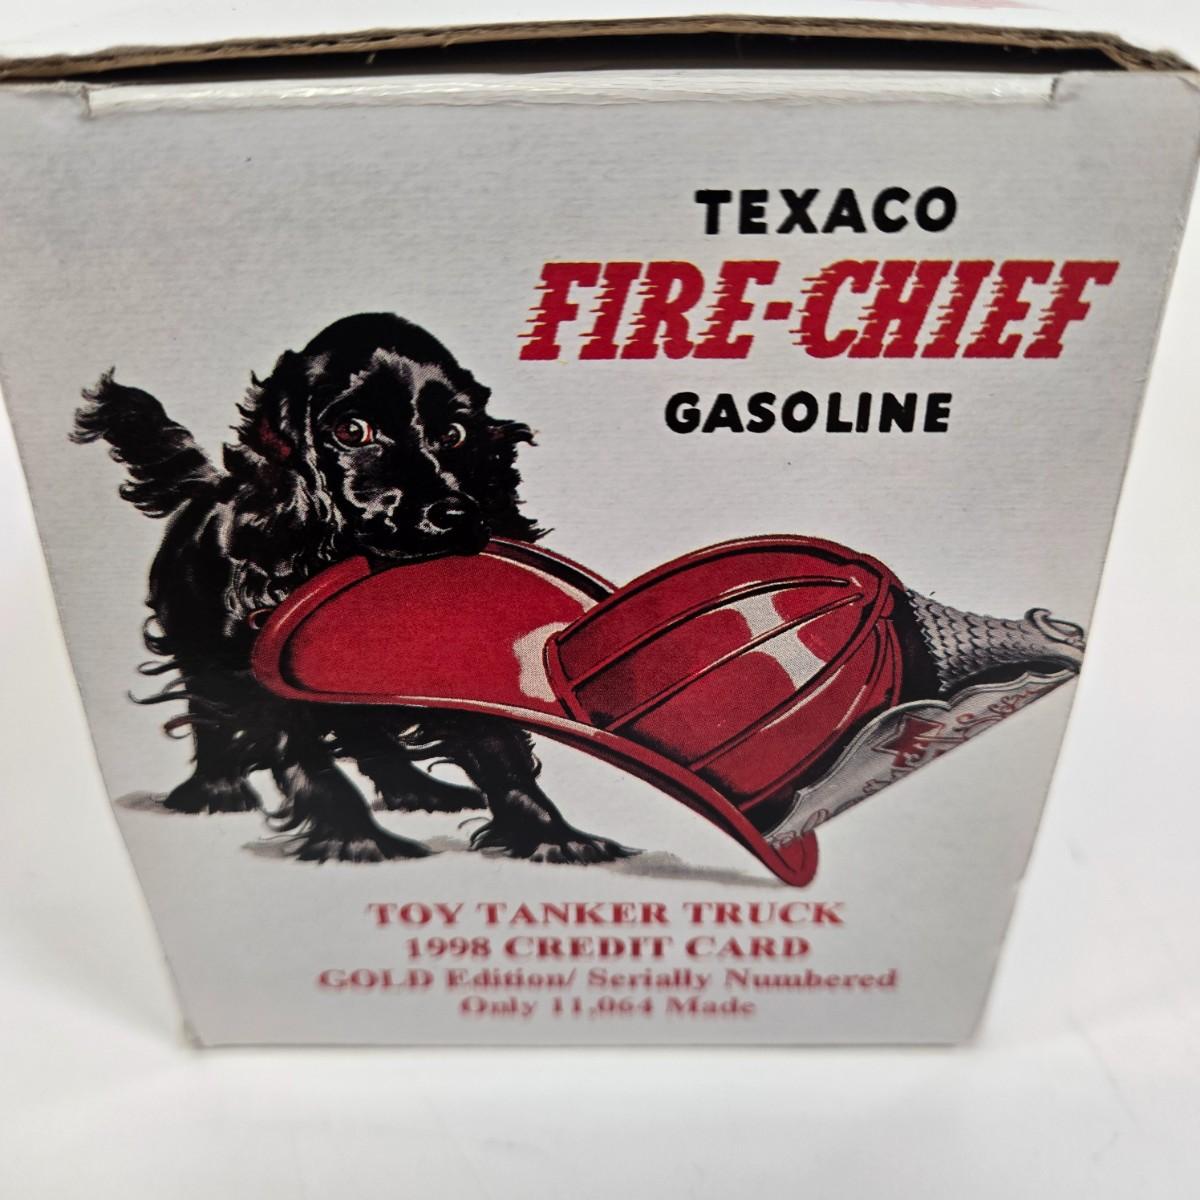 TEXACO
FIRE-CHIEF
GASOLINE
TOY TANKER TRUCK
1998 CREDIT CARD
GOLD Edition/ Serially Numbered
Only 11,064 Made